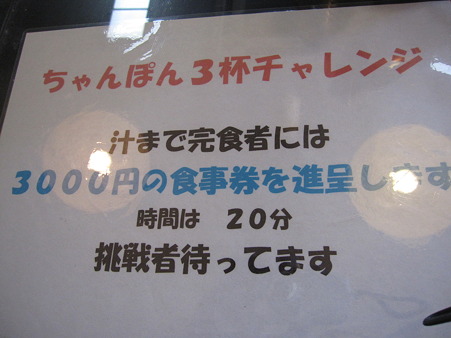 ちゃんぽん３杯チャレンジ
汁まで完食者には
３０００円の食事券を進呈します
時間は　２０分
挑戦者待ってます